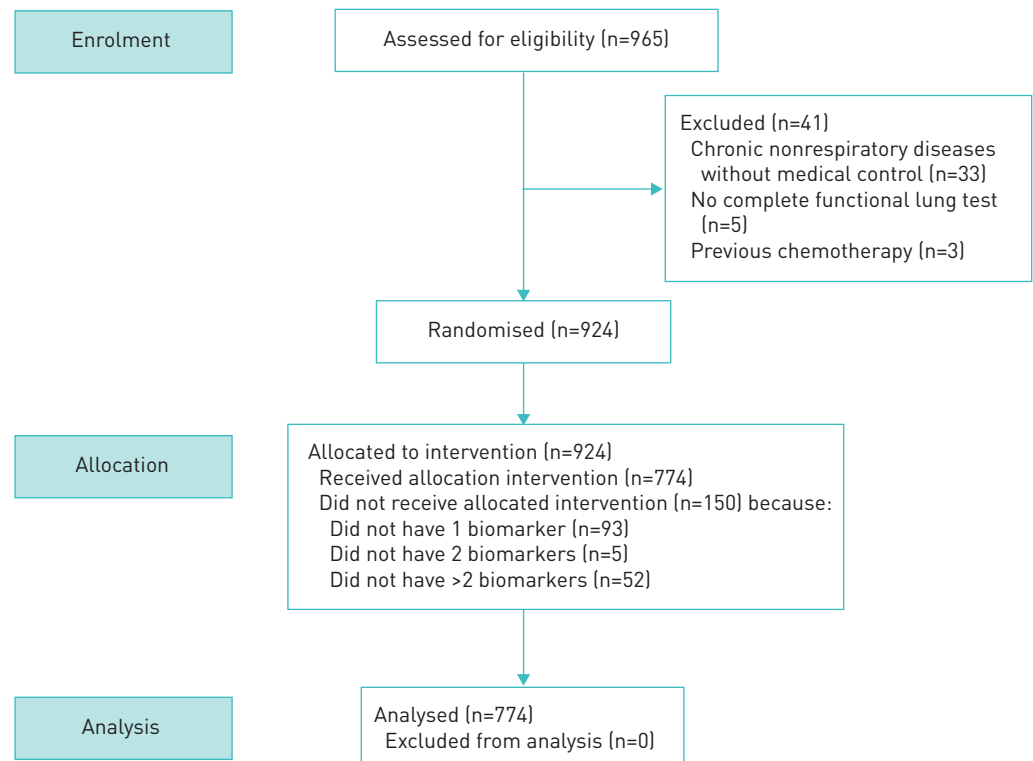 Enrolment
Assessed for eligibility (n=965)
Excluded (n=41)
Chronic nonrespiratory diseases
without medical control (n=33)
No complete functional lung test
(n=5)
Previous chemotherapy (n=3)
Randomised (n=924)
Allocation
Allocated to intervention (n=924)
Received allocation intervention (n=774)
Did not receive allocated intervention (n=150) because:
Did not have 1 biomarker (n=93)
Did not have 2 biomarkers (n=5)
Did not have >2 biomarkers (n=52)
Analysis
Analysed (n=774)
Excluded from analysis (n=0)